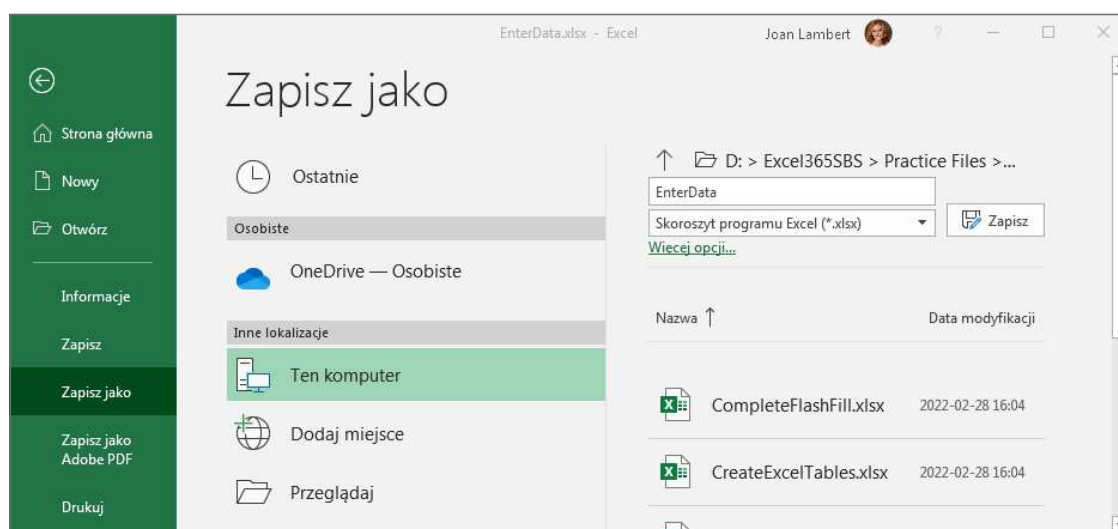 EnterData.xlsx - Excel
Joan Lambert
?
Zapisz jako
Strona główna
Nowy
Otwórz
Informacje
Zapisz
Zapisz jako
Zapisz jako
Adobe PDF
Drukuj
Ostatnie
Osobiste
OneDrive — Osobiste
Inne lokalizacje
Ten komputer
Dodaj miejsce
Przeglądaj
D: > Excel365SBS > Practice Files >...
EnterData
Skoroszyt programu Excel (*.xlsx)
Zapisz
Więcej opcji...
Nazwa ↑
Data modyfikacji
CompleteFlashFill.xlsx 2022-02-28 16:04
CreateExcelTables.xlsx 2022-02-28 16:04